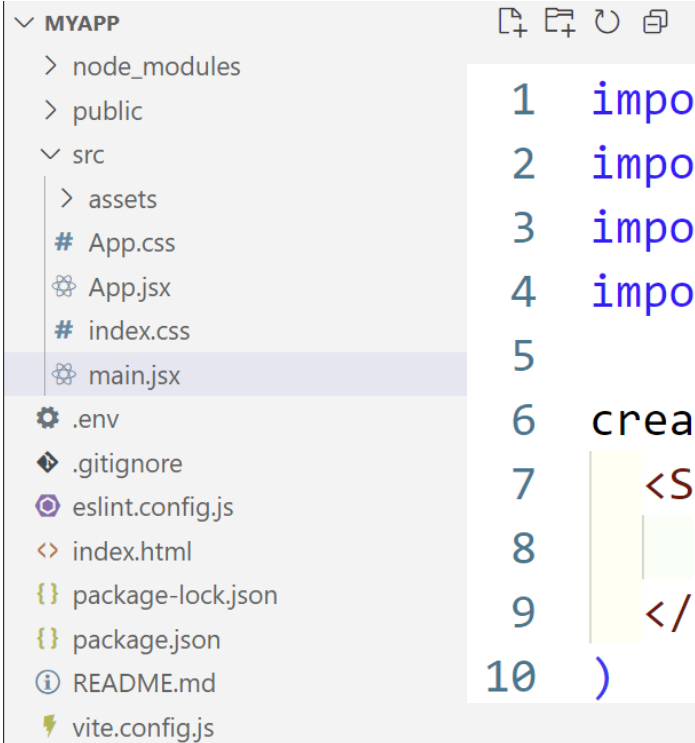 MYAPP
node_modules
public
src
assets
# App.css
App.jsx
# index.css
main.jsx
.env
.gitignore
eslint.config.js
<> index.html
{} package-lock.json
{} package.json
README.md
vite.config.js
1 impo
2 impo
3 impo
4 impo
5
6 crea
7 <S
8
9 </
10 )